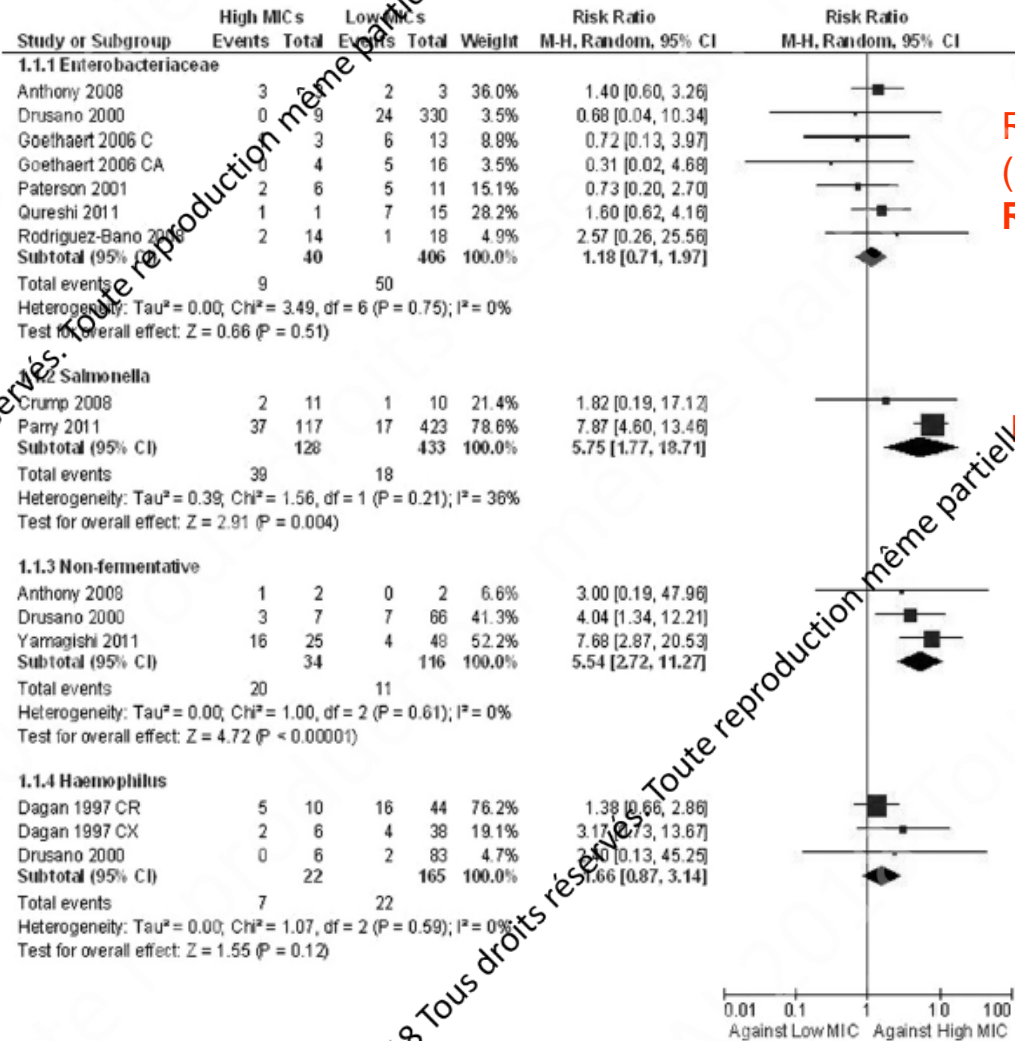 High MICs Low MICs Risk Ratio Risk Ratio
Study or Subgroup Events Total Events Total Weight M-H, Random, 95% CI M-H, Random, 95% CI
1.1.1 Enterobacteriaceae
Anthony 2008 3 2 3 36.0% 1.40 [0.60, 3.26]
Drusano 2000 0 9 24 330 3.5% 0.68 [0.04, 10.34]
Goethaert 2006 C 3 6 13 8.8% 0.72 [0.13, 3.97]
Goethaert 2006 CA 0 4 5 16 3.5% 0.31 [0.02, 4.68]
Paterson 2001 2 6 5 11 15.1% 0.73 [0.20, 2.70]
Qureshi 2011 1 1 7 15 28.2% 1.60 [0.62, 4.16]
Rodriguez-Bano 2 14 1 18 4.9% 2.57 [0.26, 25.56]
Subtotal (95% 40 406 100.0% 1.18 [0.71, 1.97]
Total events 9 50
Heterogeneity: Tau² = 0.00; Chi² = 3.49, df = 6 (P = 0.75); I² = 0%
Test for overall effect: Z = 0.66 (P = 0.51)
Salmonella
Crump 2008 2 11 1 10 21.4% 1.82 [0.19, 17.12]
Parry 2011 37 117 17 423 78.6% 7.87 [4.60, 13.46]
Subtotal (95% CI) 128 433 100.0% 5.75 [1.77, 18.71]
Total events 39 18
Heterogeneity: Tau² = 0.39; Chi² = 1.56, df = 1 (P = 0.21); I² = 36%
Test for overall effect: Z = 2.91 (P = 0.004)
1.1.3 Non-fermentative
Anthony 2008 1 2 0 2 6.6% 3.00 [0.19, 47.96]
Drusano 2000 3 7 7 66 41.3% 4.04 [1.34, 12.21]
Yamagishi 2011 16 25 4 48 52.2% 7.68 [2.87, 20.53]
Subtotal (95% CI) 34 116 100.0% 5.54 [2.72, 11.27]
Total events 20 11
Heterogeneity: Tau² = 0.00; Chi² = 1.00, df = 2 (P = 0.61); I² = 0%
Test for overall effect: Z = 4.72 (P < 0.00001)
1.1.4 Haemophilus
Dagan 1997 CR 5 10 16 44 76.2% 1.38 [0.66, 2.86]
Dagan 1997 CX 2 6 4 38 19.1% 3.17 [0.73, 13.67]
Drusano 2000 0 6 2 83 4.7% [0.13, 45.25]
Subtotal (95% CI) 22 165 100.0% 1.66 [0.87, 3.14]
Total events 7 22
Heterogeneity: Tau² = 0.00; Chi² = 1.07, df = 2 (P = 0.59); I² = 0%
Test for overall effect: Z = 1.55 (P = 0.12)
0.01 0.1 1 10 100
Against Low MIC Against High MIC
Toute reproduction même
8 Tous droits réservés. Toute reproduction même partiell